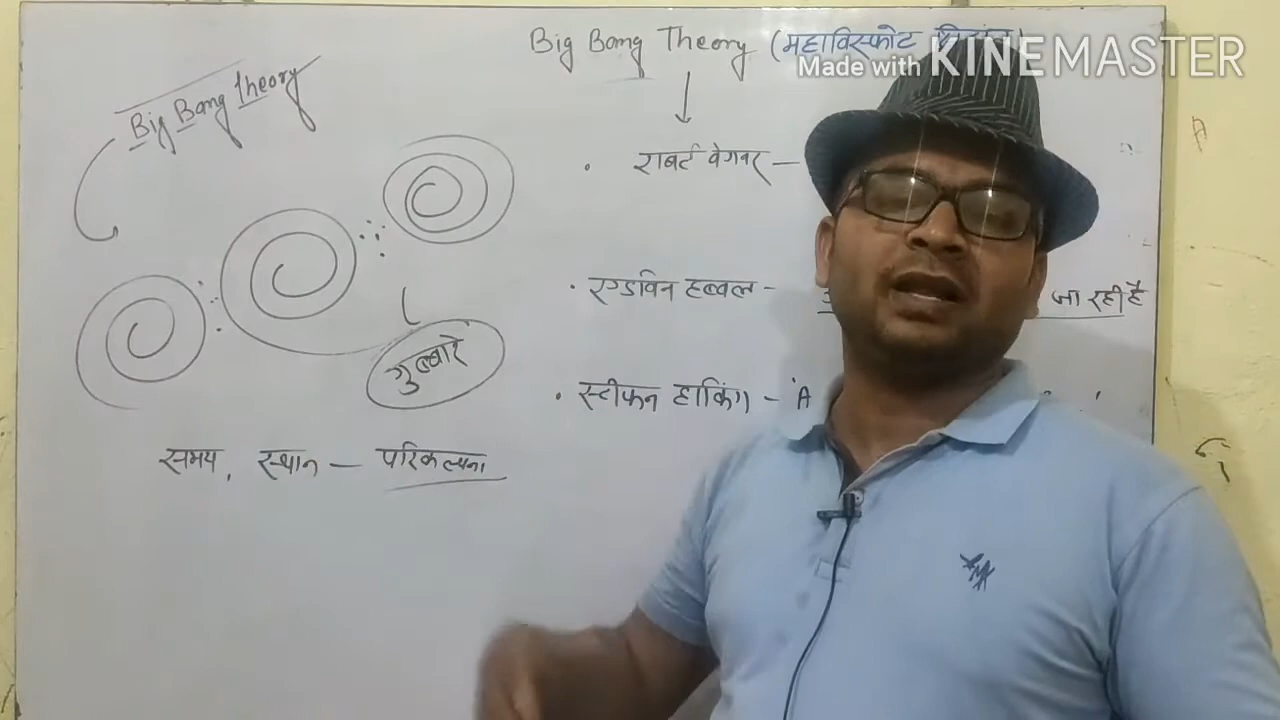 Big Bang Theory (महाविस्फोट सिद्धांत)
Made with KINEMASTER
Big Bang Theory
• राबर्ट वेगनर –
• एडविन हब्बल – जा रही है
गुब्बारे
• स्टीफन हाकिंग – 'A
समय, स्थान – परिकल्पना